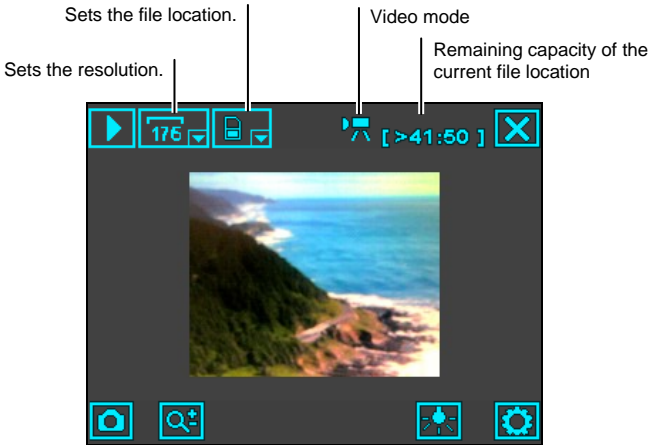 Sets the file location.
Video mode
Remaining capacity of the
current file location
Sets the resolution.
176
[ >41:50 ]